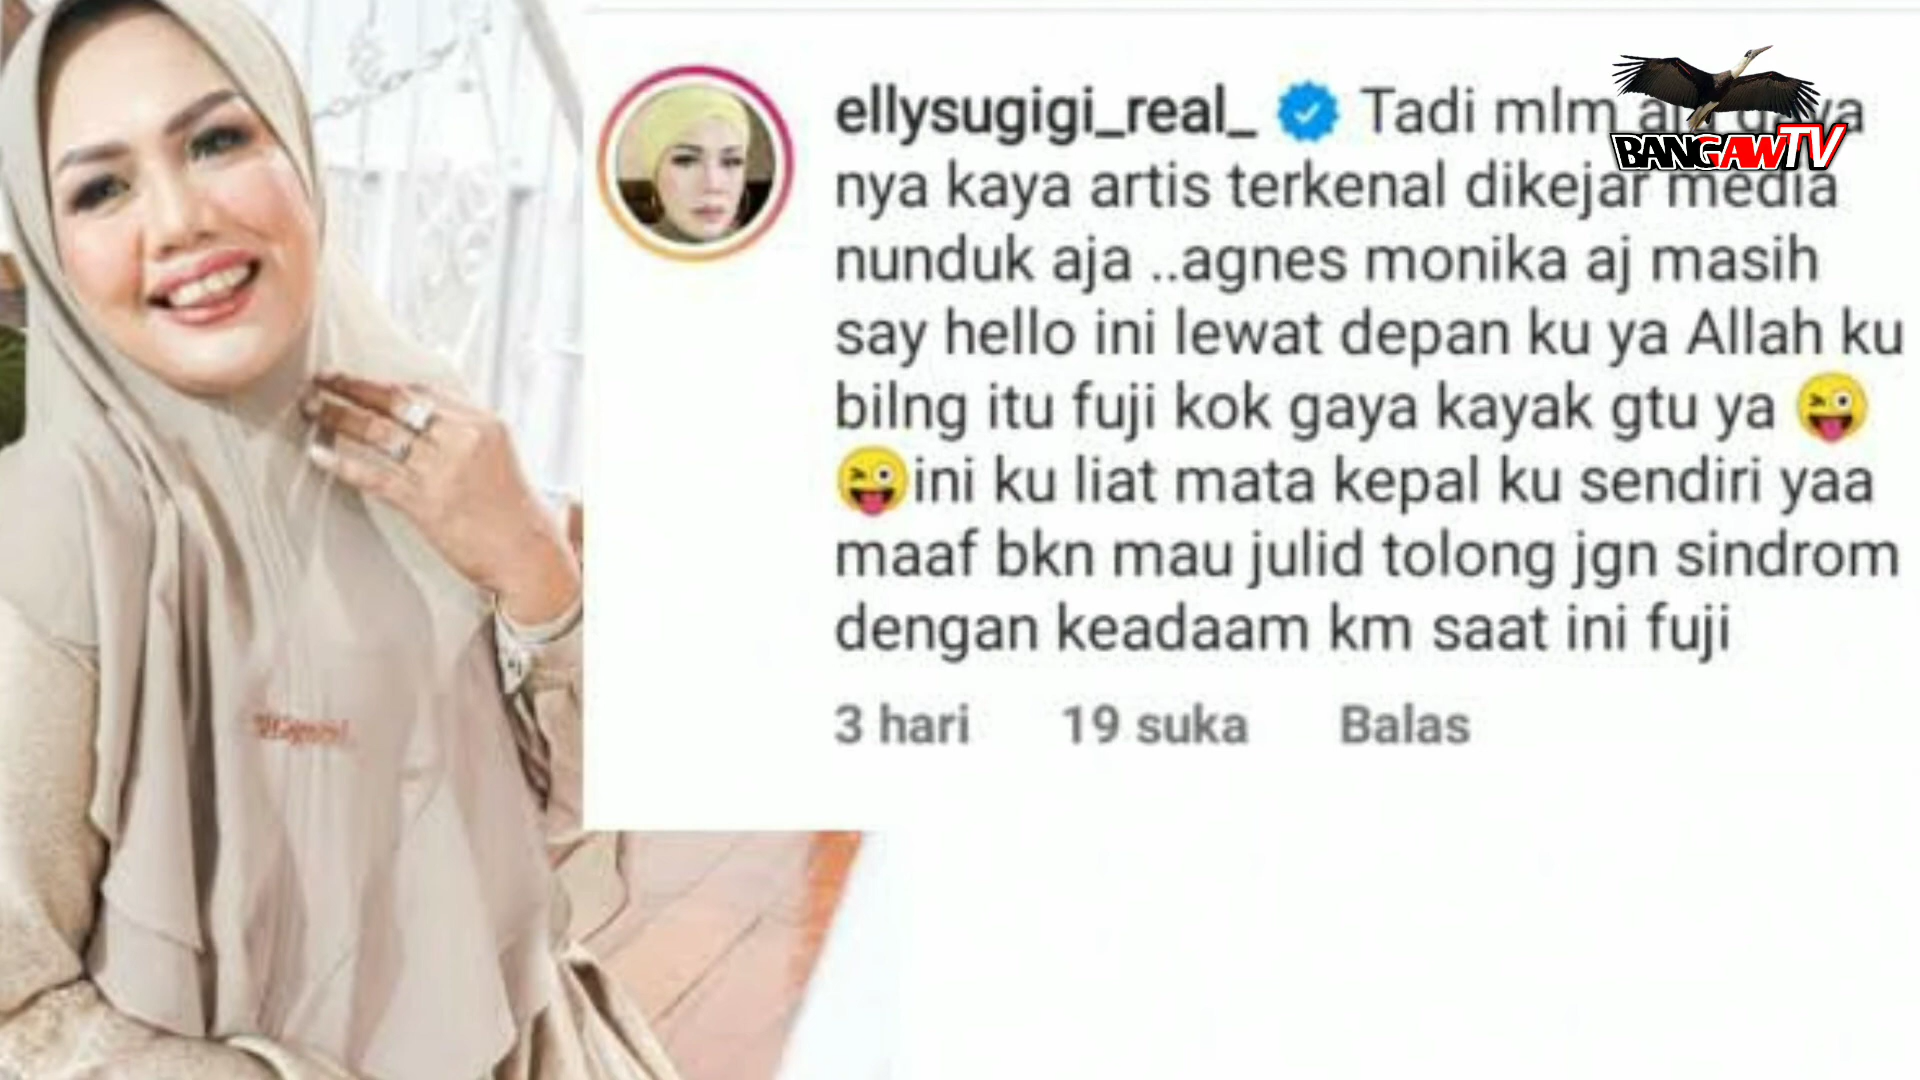 ellysugigi_real_ Tadi mlm
nya kaya artis terkenal dikejar media
nunduk aja ..agnes monika aj masih
say hello ini lewat depan ku ya Allah ku
bilng itu fuji kok gaya kayak gtu ya 😜
😜ini ku liat mata kepal ku sendiri yaa
maaf bkn mau julid tolong jgn sindrom
dengan keadaam km saat ini fuji
3 hari 19 suka Balas
BANGAWTV